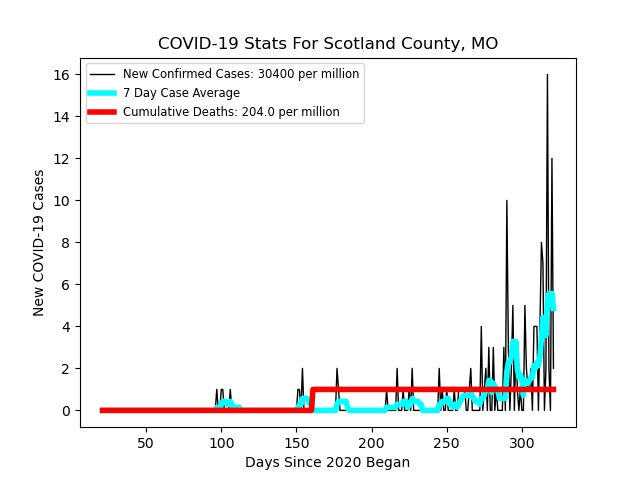 COVID-19 Stats For Scotland County, MO
New Confirmed Cases: 30400 per million
7 Day Case Average
Cumulative Deaths: 204.0 per million
New COVID-19 Cases
16
14
12
10
8
6
4
2
0
50 100 150 200 250 300
Days Since 2020 Began